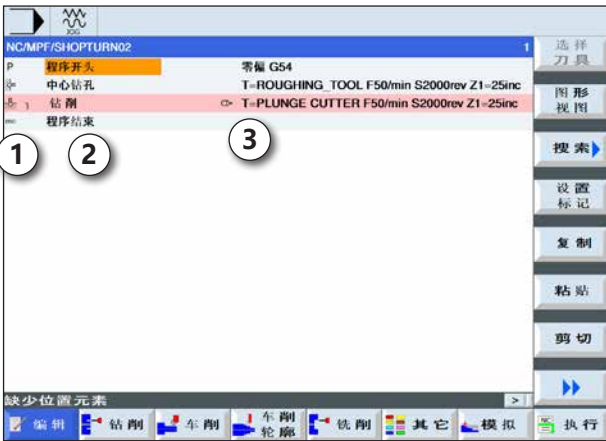 JOG
NC/MPF/SHOPTURN02 1
P 程序开头 零偏 G54
中心钻孔 T=ROUGHING_TOOL F50/min S2000rev Z1=25inc
1 钻削 T=PLUNGE CUTTER F50/min S2000rev Z1=25inc
END 程序结束
1 2 3
缺少位置元素 >
选择
刀具
图形
视图
搜索
设置
标记
复制
粘贴
剪切
编辑 钻削 车削 车削
轮廓 铣削 其它 模拟 NC 执行